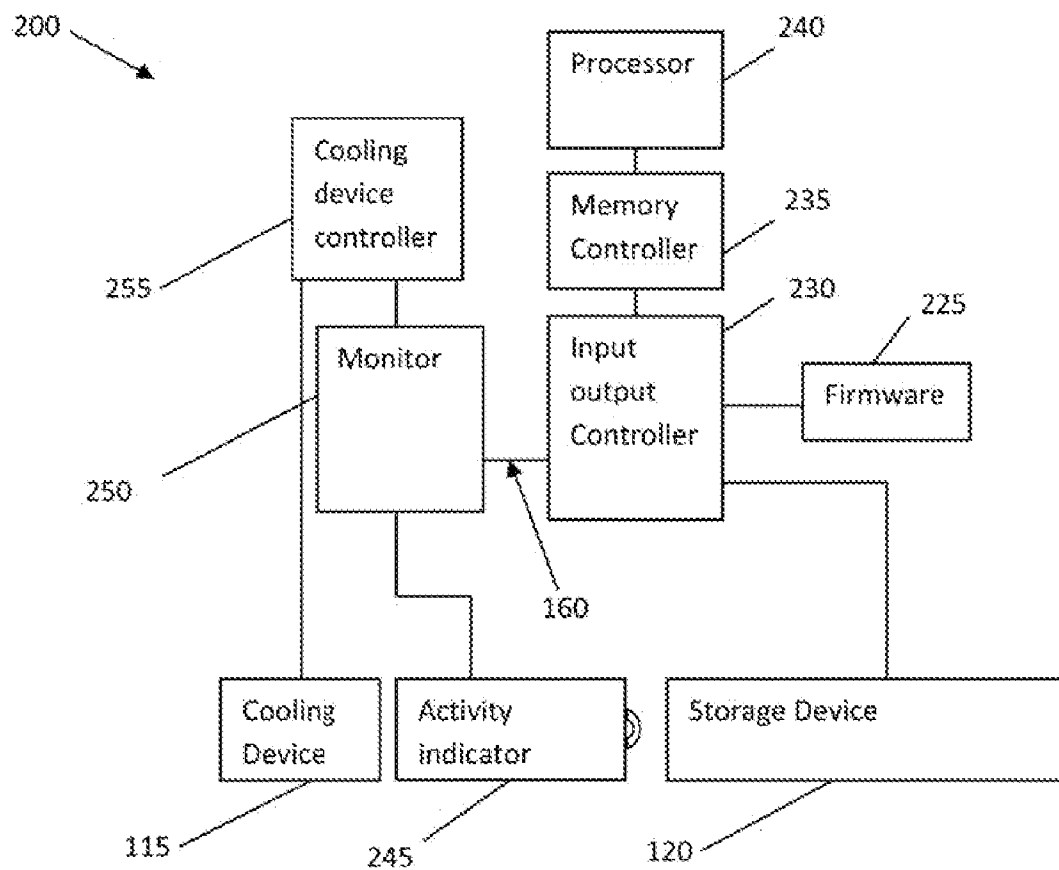 200
240
Processor
Cooling
device
controller
Memory
Controller
235
255
230
225
Monitor
Input
output
Controller
Firmware
250
160
Cooling
Device
Activity
indicator
Storage Device
115
245
120